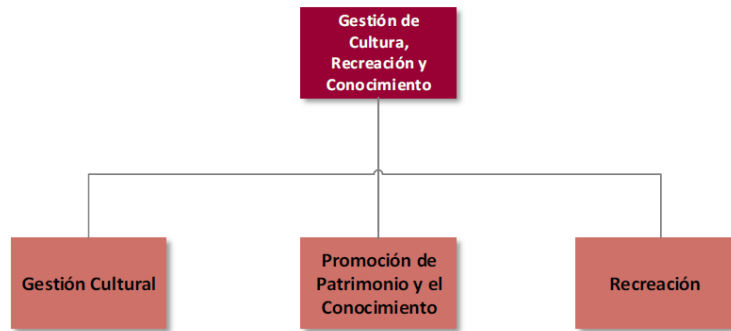 Gestión de
Cultura,
Recreación y
Conocimiento
Gestión Cultural
Promoción de
Patrimonio y el
Conocimiento
Recreación